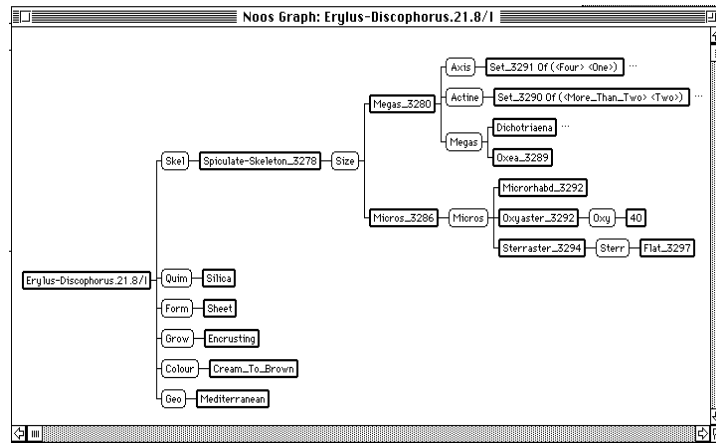 Noos Graph: Erylus-Discophorus.21.8/I
Axis Set_3291 Of (<Four> <One>) ...
Megas_3280 Actine Set_3290 Of (<More_Than_Two> <Two>) ...
Dichotriaena ...
Megas
Oxea_3289
Skel Spiculate-Skeleton_3278 Size
Microrhabd_3292
Micros_3286 Micros Oxyaster_3292 Oxy 40
Sterraster_3294 Sterr Flat_3297
Erylus-Discophorus.21.8/I Quim Silica
Form Sheet
Grow Encrusting
Colour Cream_To_Brown
Geo Mediterranean